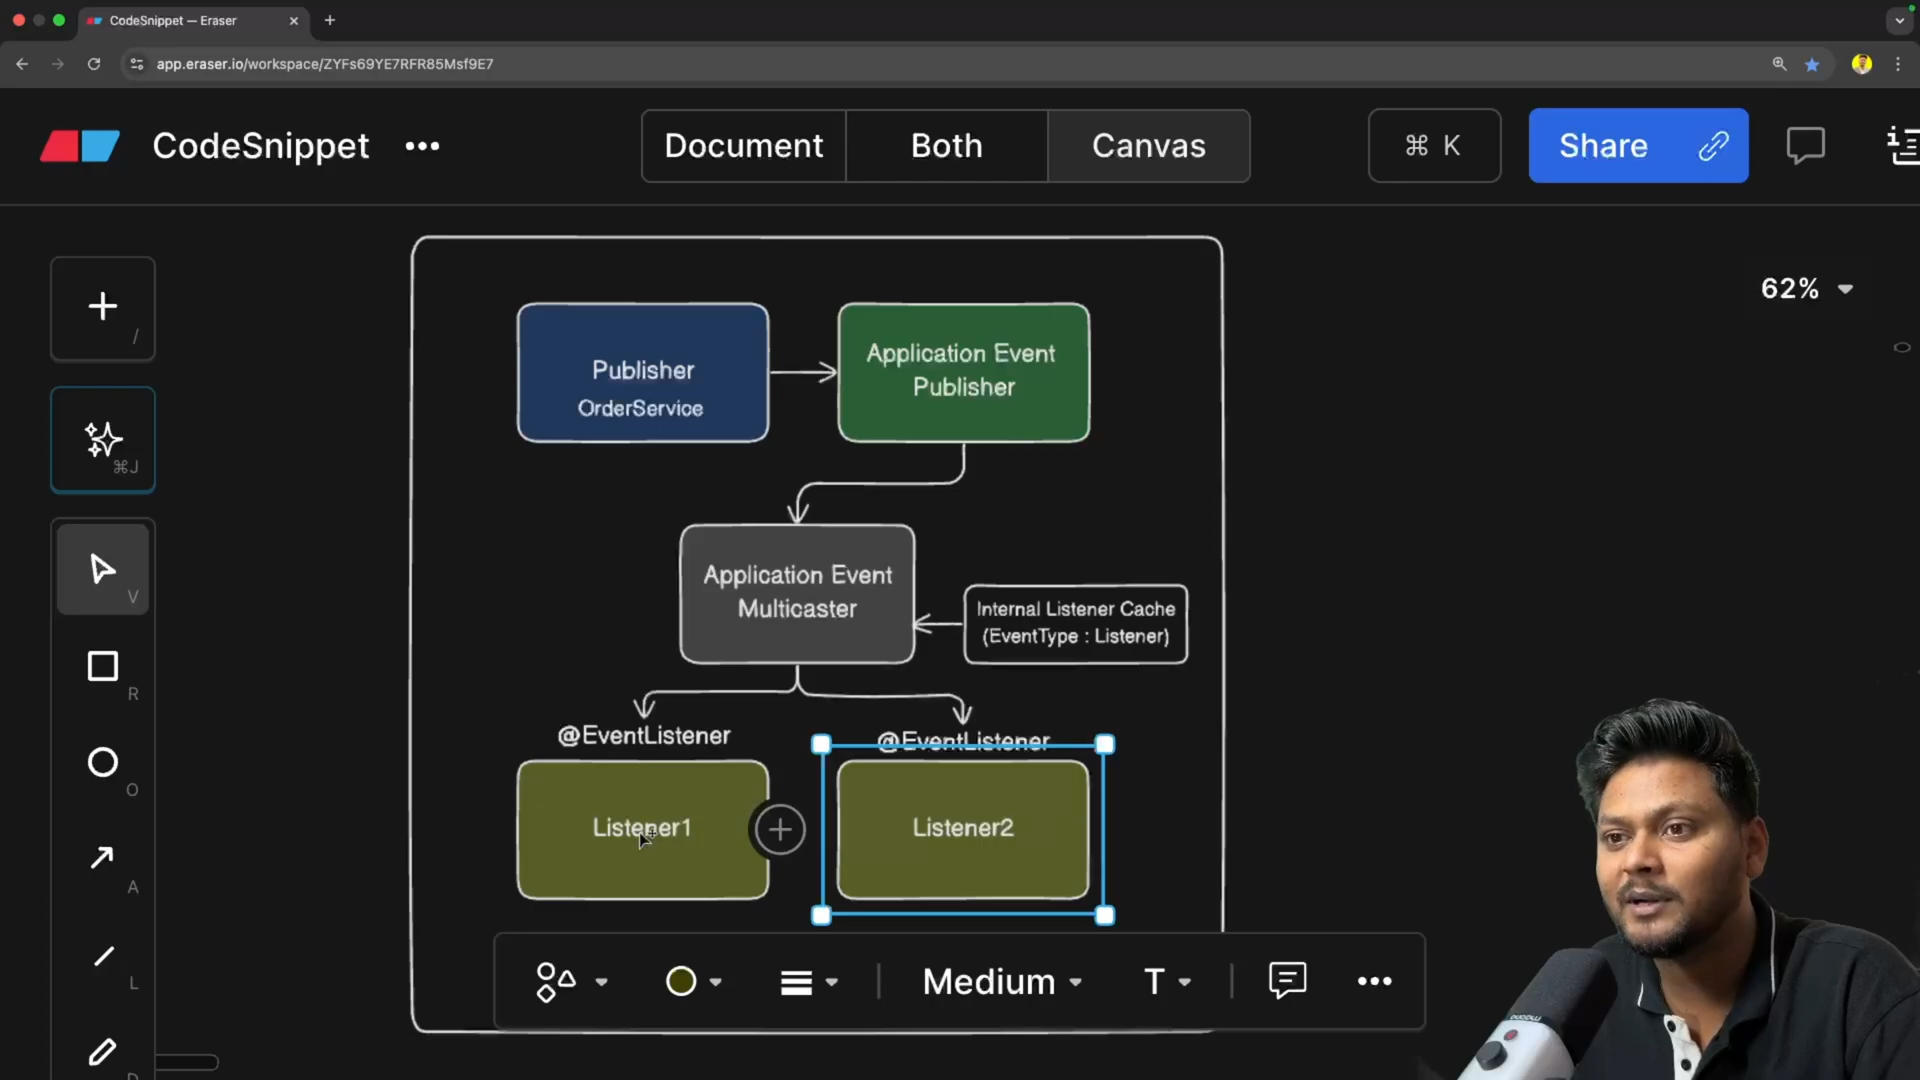 CodeSnippet — Eraser
app.eraser.io/workspace/ZYFs69YE7RFR85Msf9E7
CodeSnippet
Document
Both
Canvas
⌘ K
Share
62%
/
⌘J
V
R
O
A
L
Publisher
OrderService
Application Event
Publisher
Application Event
Multicaster
Internal Listener Cache
(EventType : Listener)
@EventListener
@EventListener
Listener1
Listener2
Medium
T